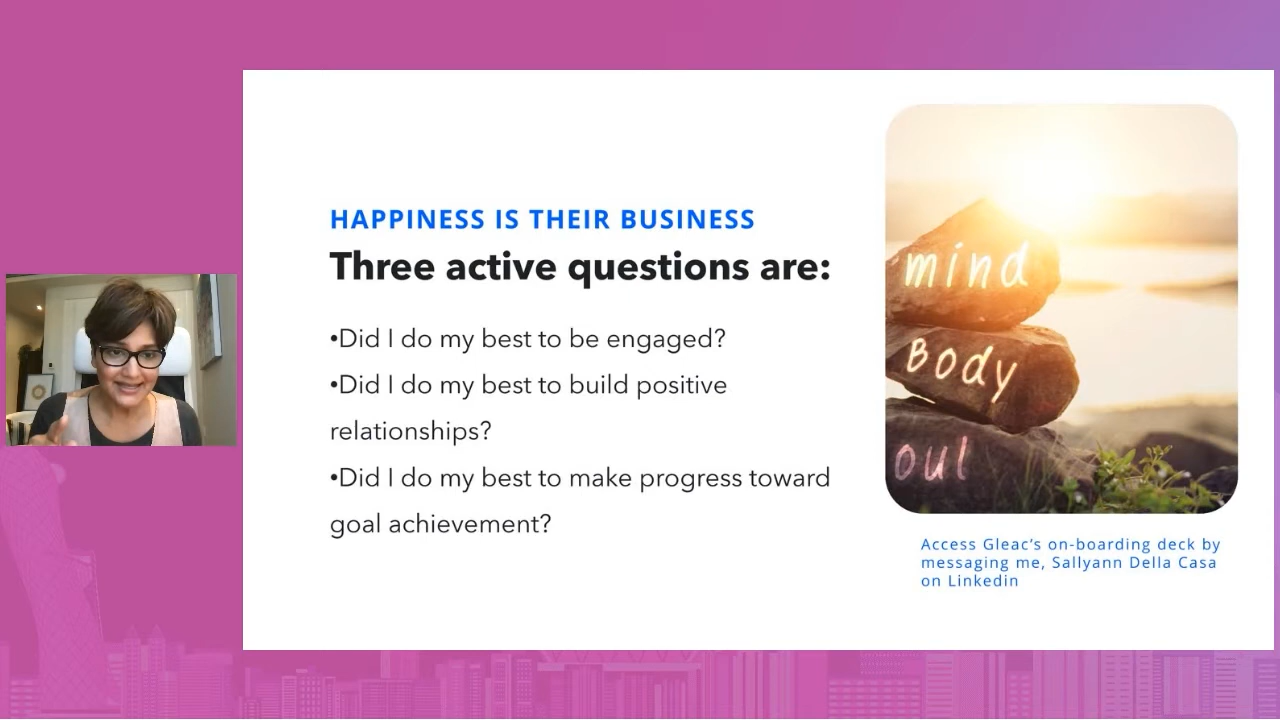 HAPPINESS IS THEIR BUSINESS
Three active questions are:
•Did I do my best to be engaged?
•Did I do my best to build positive
relationships?
•Did I do my best to make progress toward
goal achievement?
mind
Body
oul
Access Gleac’s on-boarding deck by
messaging me, Sallyann Della Casa
on Linkedin